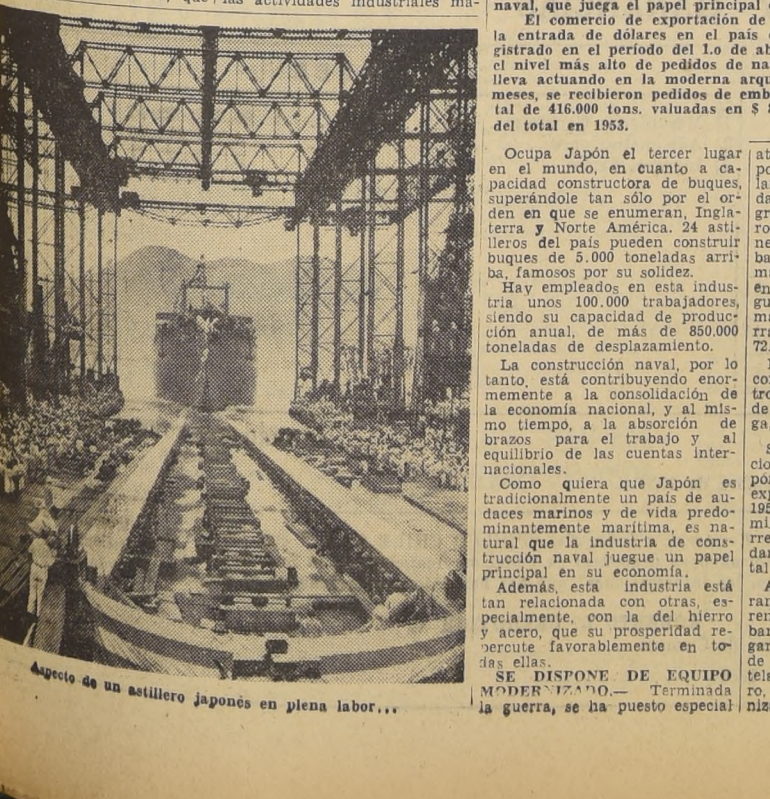 las actividades industriales ma-
Aspecto de un astillero japonés en plena labor...
naval, que juega el papel principal
El comercio de exportación de
la entrada de dólares en el país
gistrado en el período del 1.o de
el nivel más alto de pedidos de
lleva actuando en la moderna
meses, se recibieron pedidos de
tal de 416.000 tons. valuadas en $
del total en 1953.
Ocupa Japón el tercer lugar
en el mundo, en cuanto a ca-
pacidad constructora de buques,
superándole tan sólo por el or-
den en que se enumeran, Ingla-
terra y Norte América. 24 asti-
lleros del país pueden construir
buques de 5.000 toneladas arri-
ba, famosos por su solidez.
Hay empleados en esta indus-
tria unos 100.000 trabajadores,
siendo su capacidad de produc-
ción anual, de más de 850.000
toneladas de desplazamiento.
La construcción naval, por lo
tanto, está contribuyendo enor-
memente a la consolidación de
la economía nacional, y al mis-
mo tiempo, a la absorción de
brazos para el trabajo y al
equilibrio de las cuentas inter-
nacionales.
Como quiera que Japón es
tradicionalmente un país de au-
daces marinos y de vida predo-
minantemente marítima, es na-
tural que la industria de cons-
trucción naval juegue un papel
principal en su economía.
Además, esta industria está
tan relacionada con otras, es-
pecialmente, con la del hierro
y acero, que su prosperidad re-
percute favorablemente en to-
das ellas.
SE DISPONE DE EQUIPO
MODERNIZADO.— Terminada
la guerra, se ha puesto especial